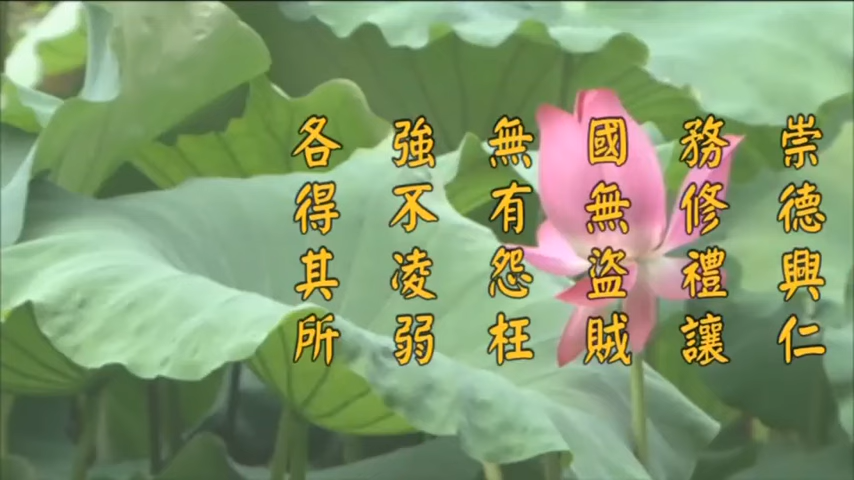 崇德興仁
務修禮讓
國無盜賊
無有怨枉
強不凌弱
各得其所